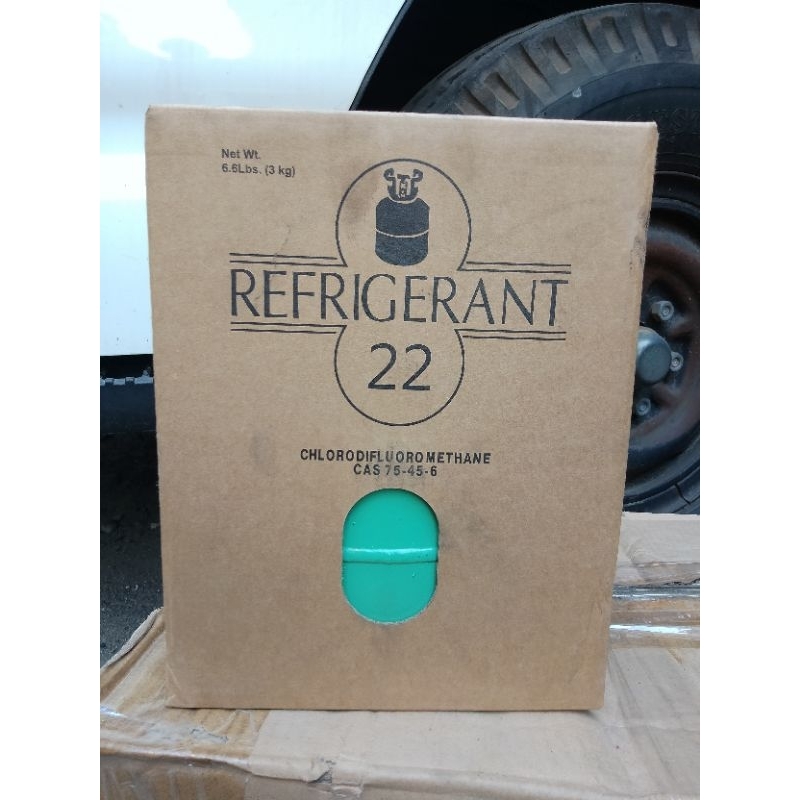 Net Wt.
6.6Lbs. (3 kg)
REFRIGERANT
22
CHLORODIFLUOROMETHANE
CAS 75-45-6